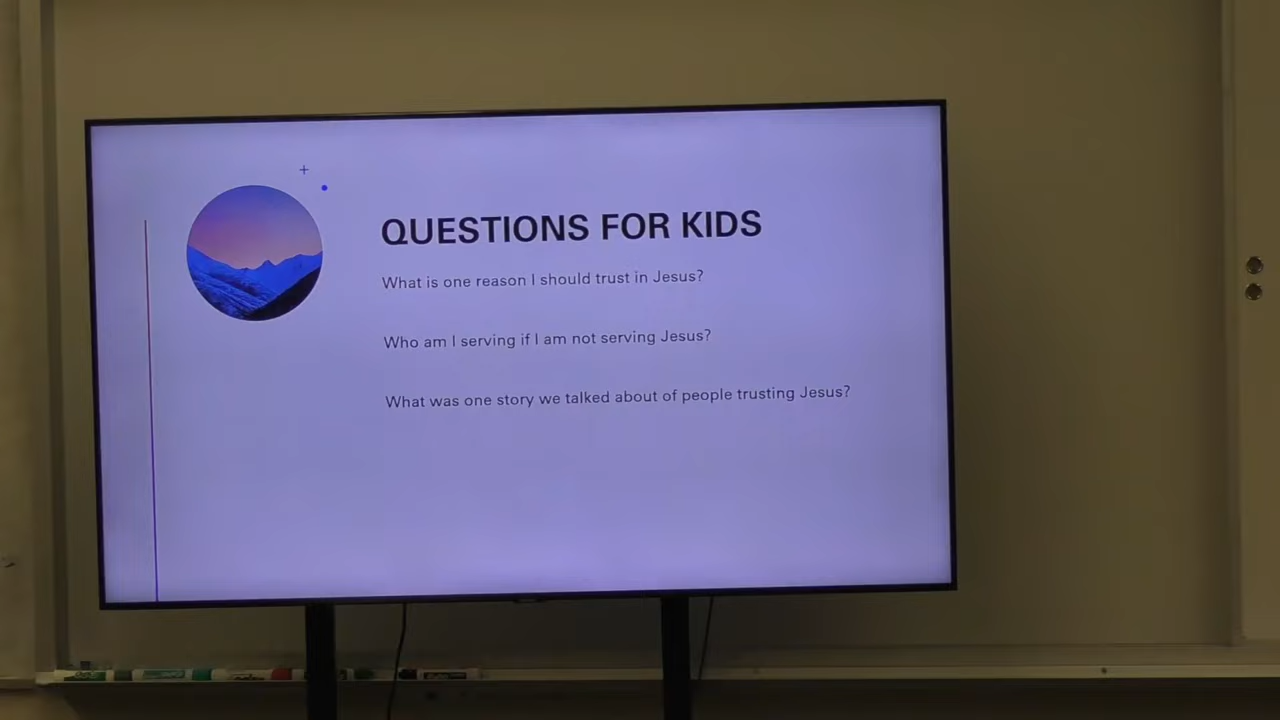 QUESTIONS FOR KIDS
What is one reason I should trust in Jesus?
Who am I serving if I am not serving Jesus?
What was one story we talked about of people trusting Jesus?